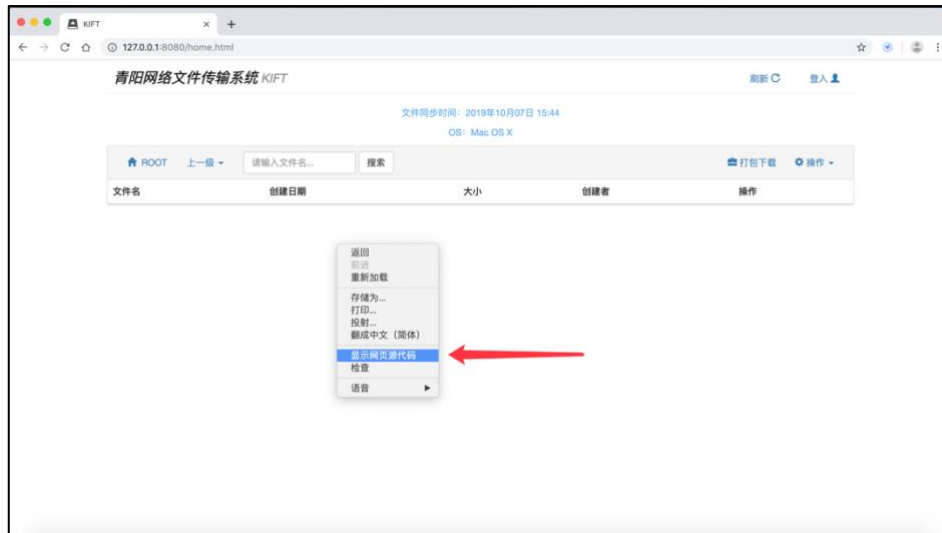 KIFT
127.0.0.1:8080/home.html
青阳网络文件传输系统 KIFT 刷新 登入
文件同步时间：2019年10月07日 15:44
OS：Mac OS X
ROOT 上一级 请输入文件名... 搜索 打包下载 操作
文件名 创建日期 大小 创建者 操作
返回
前进
重新加载
存储为...
打印...
投射...
翻成中文（简体）
显示网页源代码
检查
语音